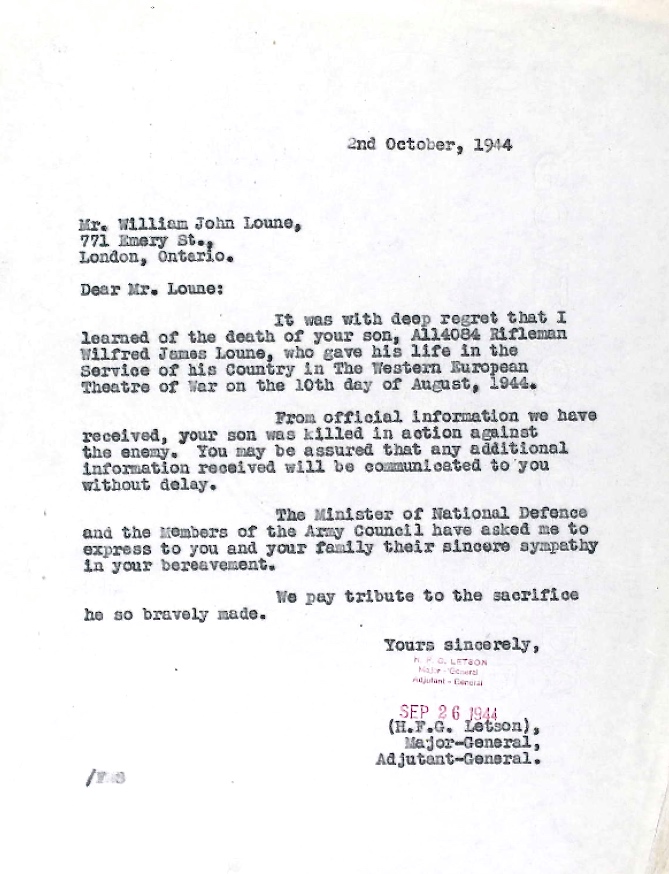 2nd October, 1944
Mr. William John Loune,
771 Emery St.,
London, Ontario.
Dear Mr. Loune:
It was with deep regret that I
learned of the death of your son, A114084 Rifleman
Wilfred James Loune, who gave his life in the
Service of his Country in The Western European
Theatre of War on the 10th day of August, 1944.
From official information we have
received, your son was killed in action against
the enemy. You may be assured that any additional
information received will be communicated to you
without delay.
The Minister of National Defence
and the Members of the Army Council have asked me to
express to you and your family their sincere sympathy
in your bereavement.
We pay tribute to the sacrifice
he so bravely made.
Yours sincerely,
H. F. G. LETSON
Major - General
Adjutant - General
SEP 26 1944
(H.F.G. Letson),
Major-General,
Adjutant-General.